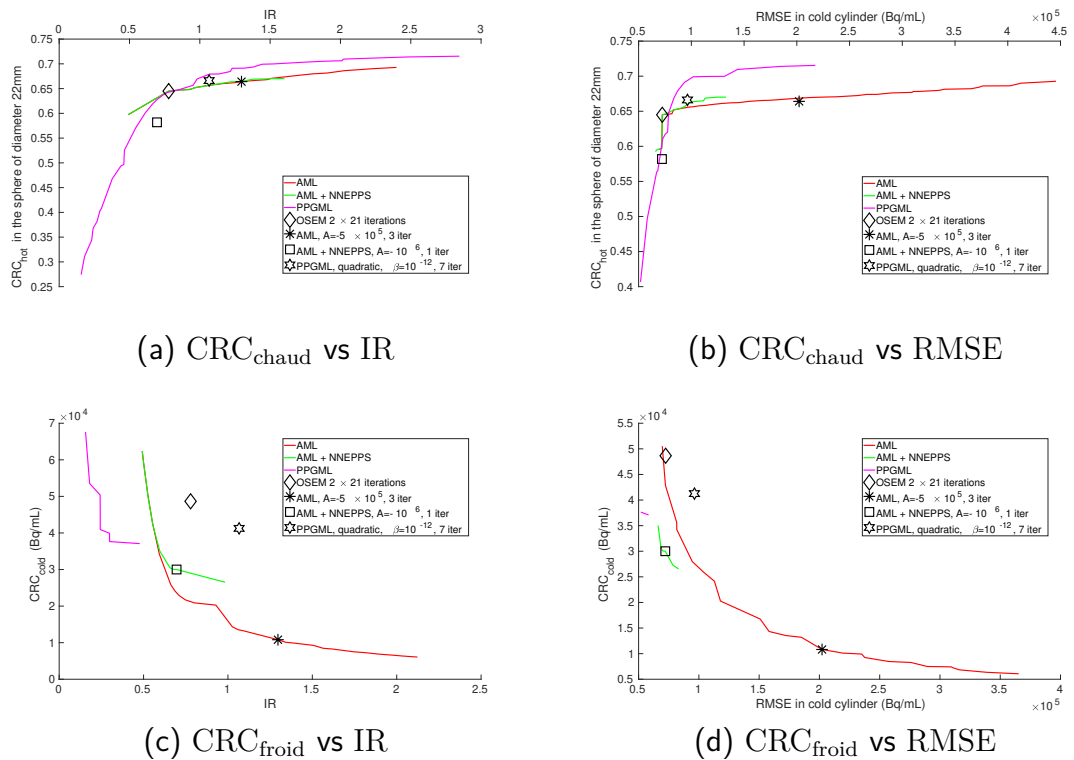 IR
0 0.5 1 1.5 2 2.5 3
0.75
0.7
0.65
0.6
0.55
0.5
0.45
0.4
0.35
0.3
0.25
CRC_hot in the sphere of diameter 22mm
AML
AML + NNEPPS
PPGML
OSEM 2 × 21 iterations
AML, A=-5 × 10^5, 3 iter
AML + NNEPPS, A=- 10^6, 1 iter
PPGML, quadratic, β=10^-12, 7 iter
(a) CRC_chaud vs IR
RMSE in cold cylinder (Bq/mL)
×10^5
0.5 1 1.5 2 2.5 3 3.5 4 4.5
0.75
0.7
0.65
0.6
0.55
0.5
0.45
0.4
CRC_hot in the sphere of diameter 22mm
AML
AML + NNEPPS
PPGML
OSEM 2 × 21 iterations
AML, A=-5 × 10^5, 3 iter
AML + NNEPPS, A=- 10^6, 1 iter
PPGML, quadratic, β=10^-12, 7 iter
(b) CRC_chaud vs RMSE
×10^4
7
6
5
4
3
2
1
0
CRC_cold (Bq/mL)
AML
AML + NNEPPS
PPGML
OSEM 2 × 21 iterations
AML, A=-5 × 10^5, 3 iter
AML + NNEPPS, A=- 10^6, 1 iter
PPGML, quadratic, β=10^-12, 7 iter
0 0.5 1 1.5 2 2.5
IR
(c) CRC_froid vs IR
×10^4
5.5
5
4.5
4
3.5
3
2.5
2
1.5
1
0.5
CRC_cold (Bq/mL)
AML
AML + NNEPPS
PPGML
OSEM 2 × 21 iterations
AML, A=-5 × 10^5, 3 iter
AML + NNEPPS, A=- 10^6, 1 iter
PPGML, quadratic, β=10^-12, 7 iter
0.5 1 1.5 2 2.5 3 3.5 4
RMSE in cold cylinder (Bq/mL)
×10^5
(d) CRC_froid vs RMSE